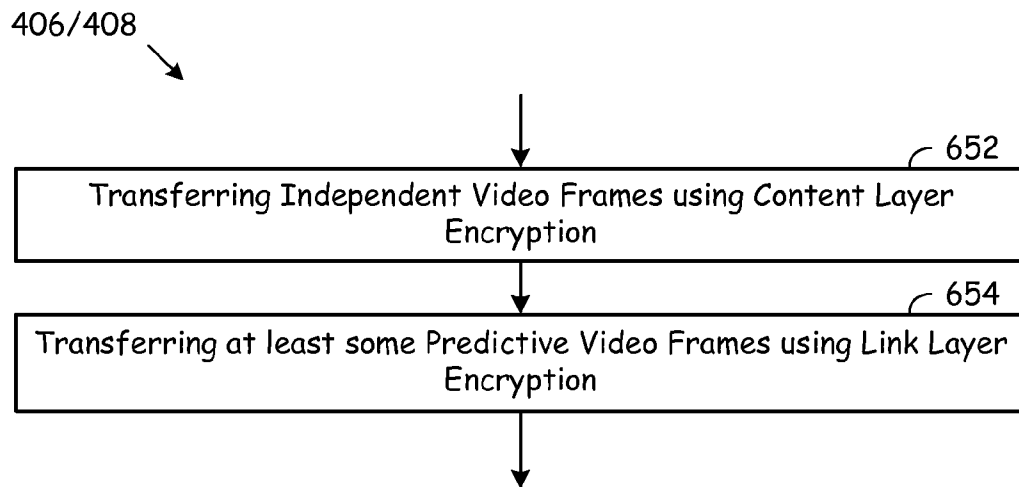 406/408
652
Transferring Independent Video Frames using Content Layer
Encryption
654
Transferring at least some Predictive Video Frames using Link Layer
Encryption